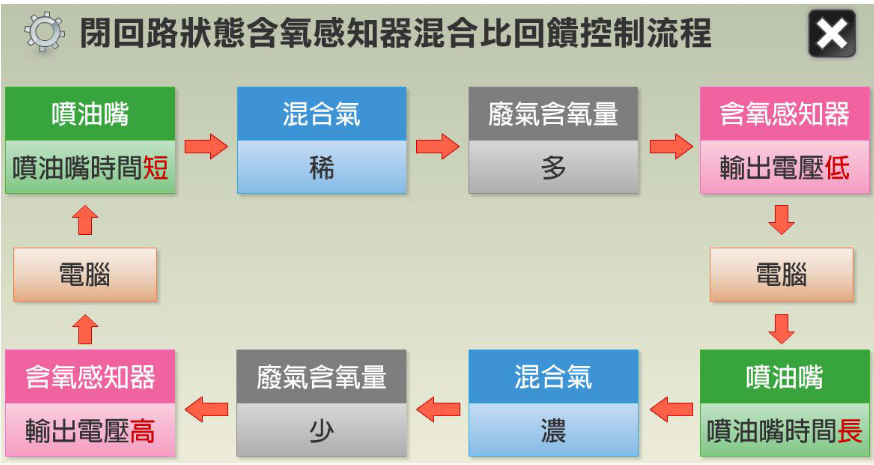 閉回路狀態含氧感知器混合比回饋控制流程
噴油嘴
噴油嘴時間短
混合氣
稀
廢氣含氧量
多
含氧感知器
輸出電壓低
電腦
噴油嘴
噴油嘴時間長
混合氣
濃
廢氣含氧量
少
含氧感知器
輸出電壓高
電腦